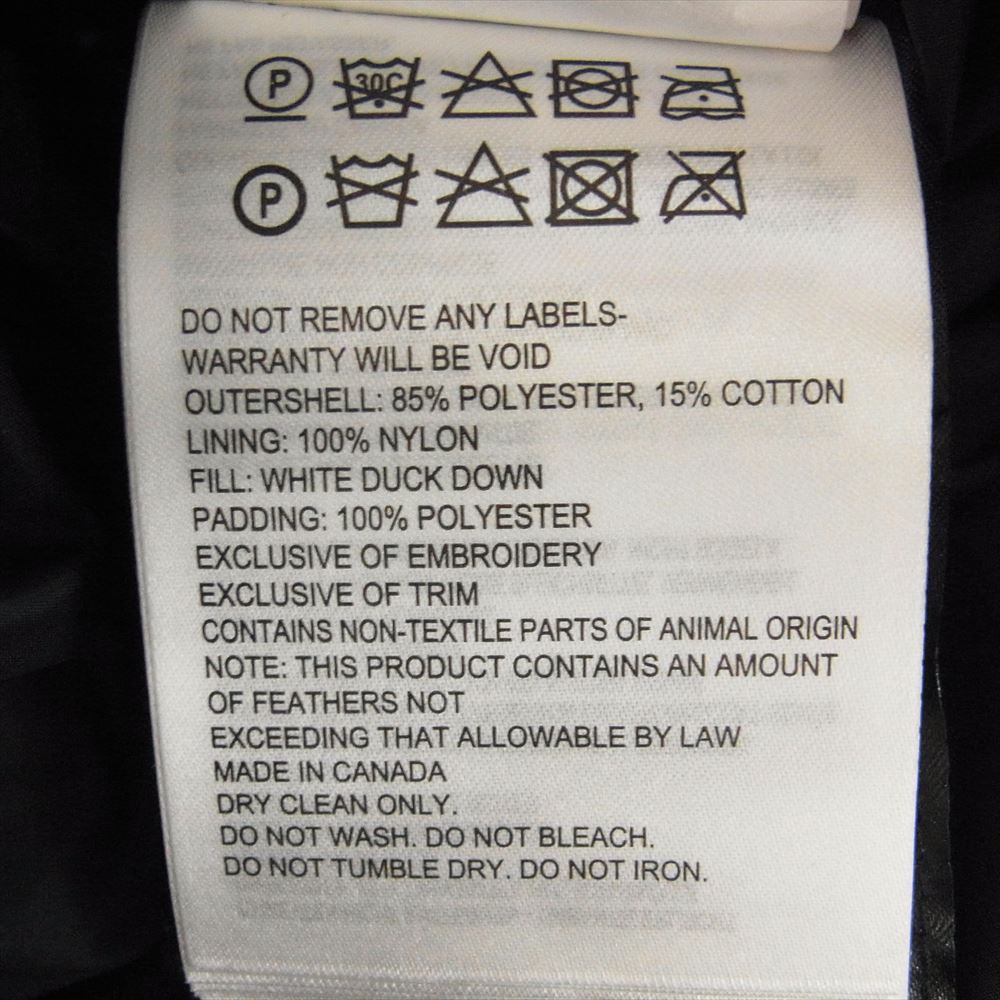 P 30C
P
DO NOT REMOVE ANY LABELS-
WARRANTY WILL BE VOID
OUTERSHELL: 85% POLYESTER, 15% COTTON
LINING: 100% NYLON
FILL: WHITE DUCK DOWN
PADDING: 100% POLYESTER
EXCLUSIVE OF EMBROIDERY
EXCLUSIVE OF TRIM
CONTAINS NON-TEXTILE PARTS OF ANIMAL ORIGIN
NOTE: THIS PRODUCT CONTAINS AN AMOUNT
OF FEATHERS NOT
EXCEEDING THAT ALLOWABLE BY LAW
MADE IN CANADA
DRY CLEAN ONLY.
DO NOT WASH. DO NOT BLEACH.
DO NOT TUMBLE DRY. DO NOT IRON.